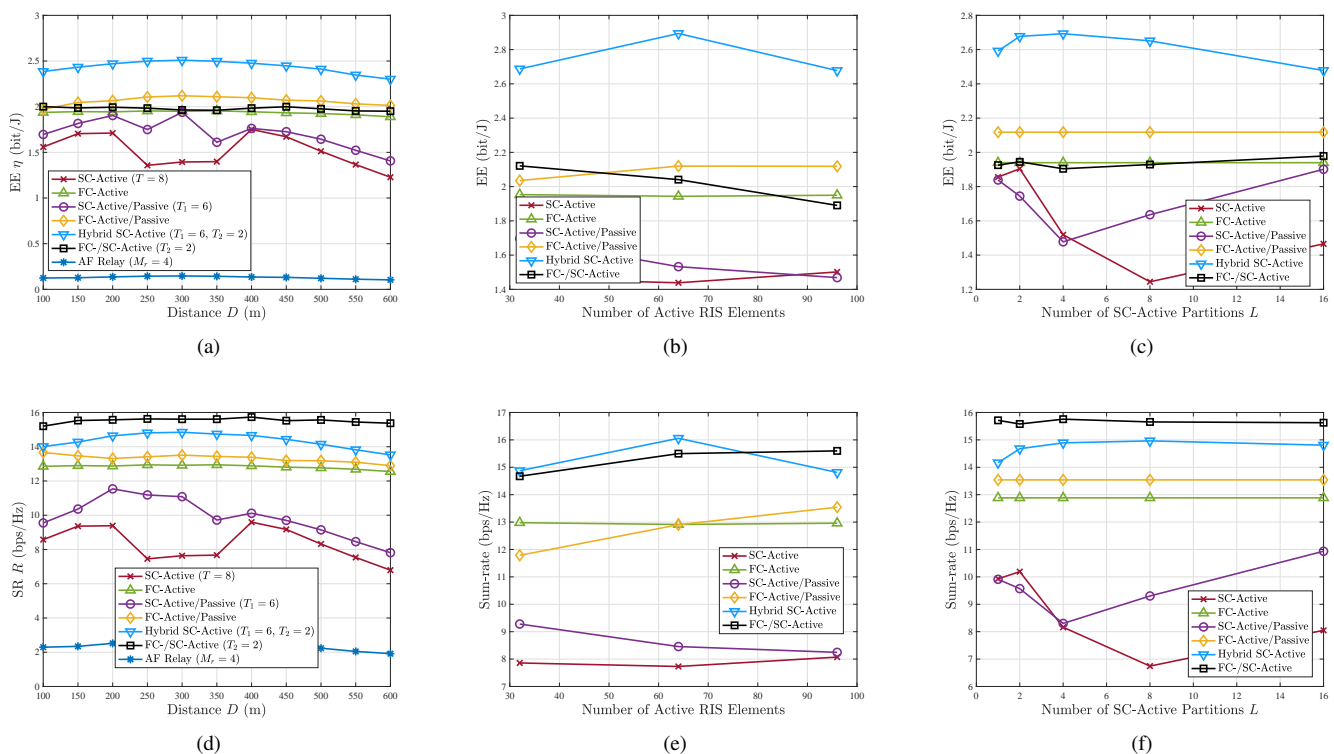 3
2.5
2
1.5
1
0.5
0
EE η (bit/J)
SC-Active (T = 8)
FC-Active
SC-Active/Passive (T₁ = 6)
FC-Active/Passive
Hybrid SC-Active (T₁ = 6, T₂ = 2)
FC-/SC-Active (T₂ = 2)
AF Relay (Mᵣ = 4)
100 150 200 250 300 350 400 450 500 550 600
Distance D (m)
(a)
3
2.8
2.6
2.4
2.2
2
1.8
1.6
1.4
EE (bit/J)
SC-Active
FC-Active
SC-Active/Passive
FC-Active/Passive
Hybrid SC-Active
FC-/SC-Active
30 40 50 60 70 80 90 100
Number of Active RIS Elements
(b)
2.8
2.6
2.4
2.2
2
1.8
1.6
1.4
1.2
EE (bit/J)
SC-Active
FC-Active
SC-Active/Passive
FC-Active/Passive
Hybrid SC-Active
FC-/SC-Active
0 2 4 6 8 10 12 14 16
Number of SC-Active Partitions L
(c)
16
14
12
10
8
6
4
2
0
SR R (bps/Hz)
SC-Active (T = 8)
FC-Active
SC-Active/Passive (T₁ = 6)
FC-Active/Passive
Hybrid SC-Active (T₁ = 6, T₂ = 2)
FC-/SC-Active (T₂ = 2)
AF Relay (Mᵣ = 4)
100 150 200 250 300 350 400 450 500 550 600
Distance D (m)
(d)
17
16
15
14
13
12
11
10
9
8
7
Sum-rate (bps/Hz)
SC-Active
FC-Active
SC-Active/Passive
FC-Active/Passive
Hybrid SC-Active
FC-/SC-Active
30 40 50 60 70 80 90 100
Number of Active RIS Elements
(e)
16
15
14
13
12
11
10
9
8
7
6
Sum-rate (bps/Hz)
SC-Active
FC-Active
SC-Active/Passive
FC-Active/Passive
Hybrid SC-Active
FC-/SC-Active
0 2 4 6 8 10 12 14 16
Number of SC-Active Partitions L
(f)